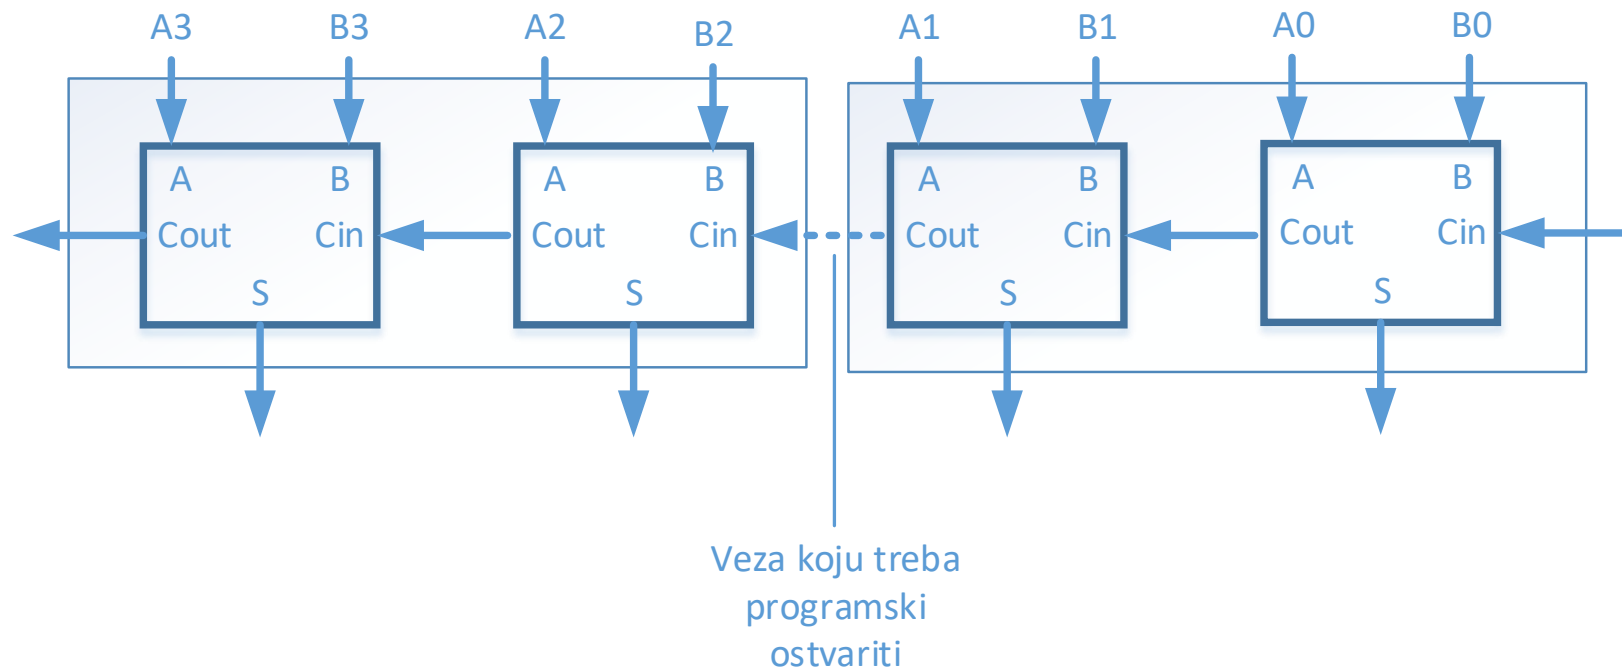 A3 B3 A2 B2 A1 B1 A0 B0
A B A B A B A B
Cout Cin Cout Cin Cout Cin Cout Cin
S S S S
Veza koju treba
programski
ostvariti